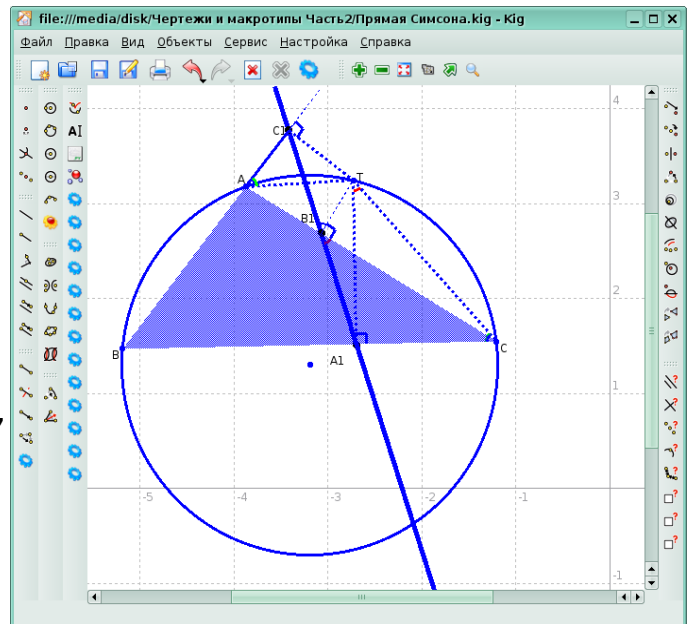 file:///media/disk/Чертежи и макротипы Часть2/Прямая Симсона.kig - Kig
Файл Правка Вид Объекты Сервис Настройка Справка
AI
4
C1
A
T
3
B1
2
B
C
A1
1
-5 -4 -3 -2 -1
-1